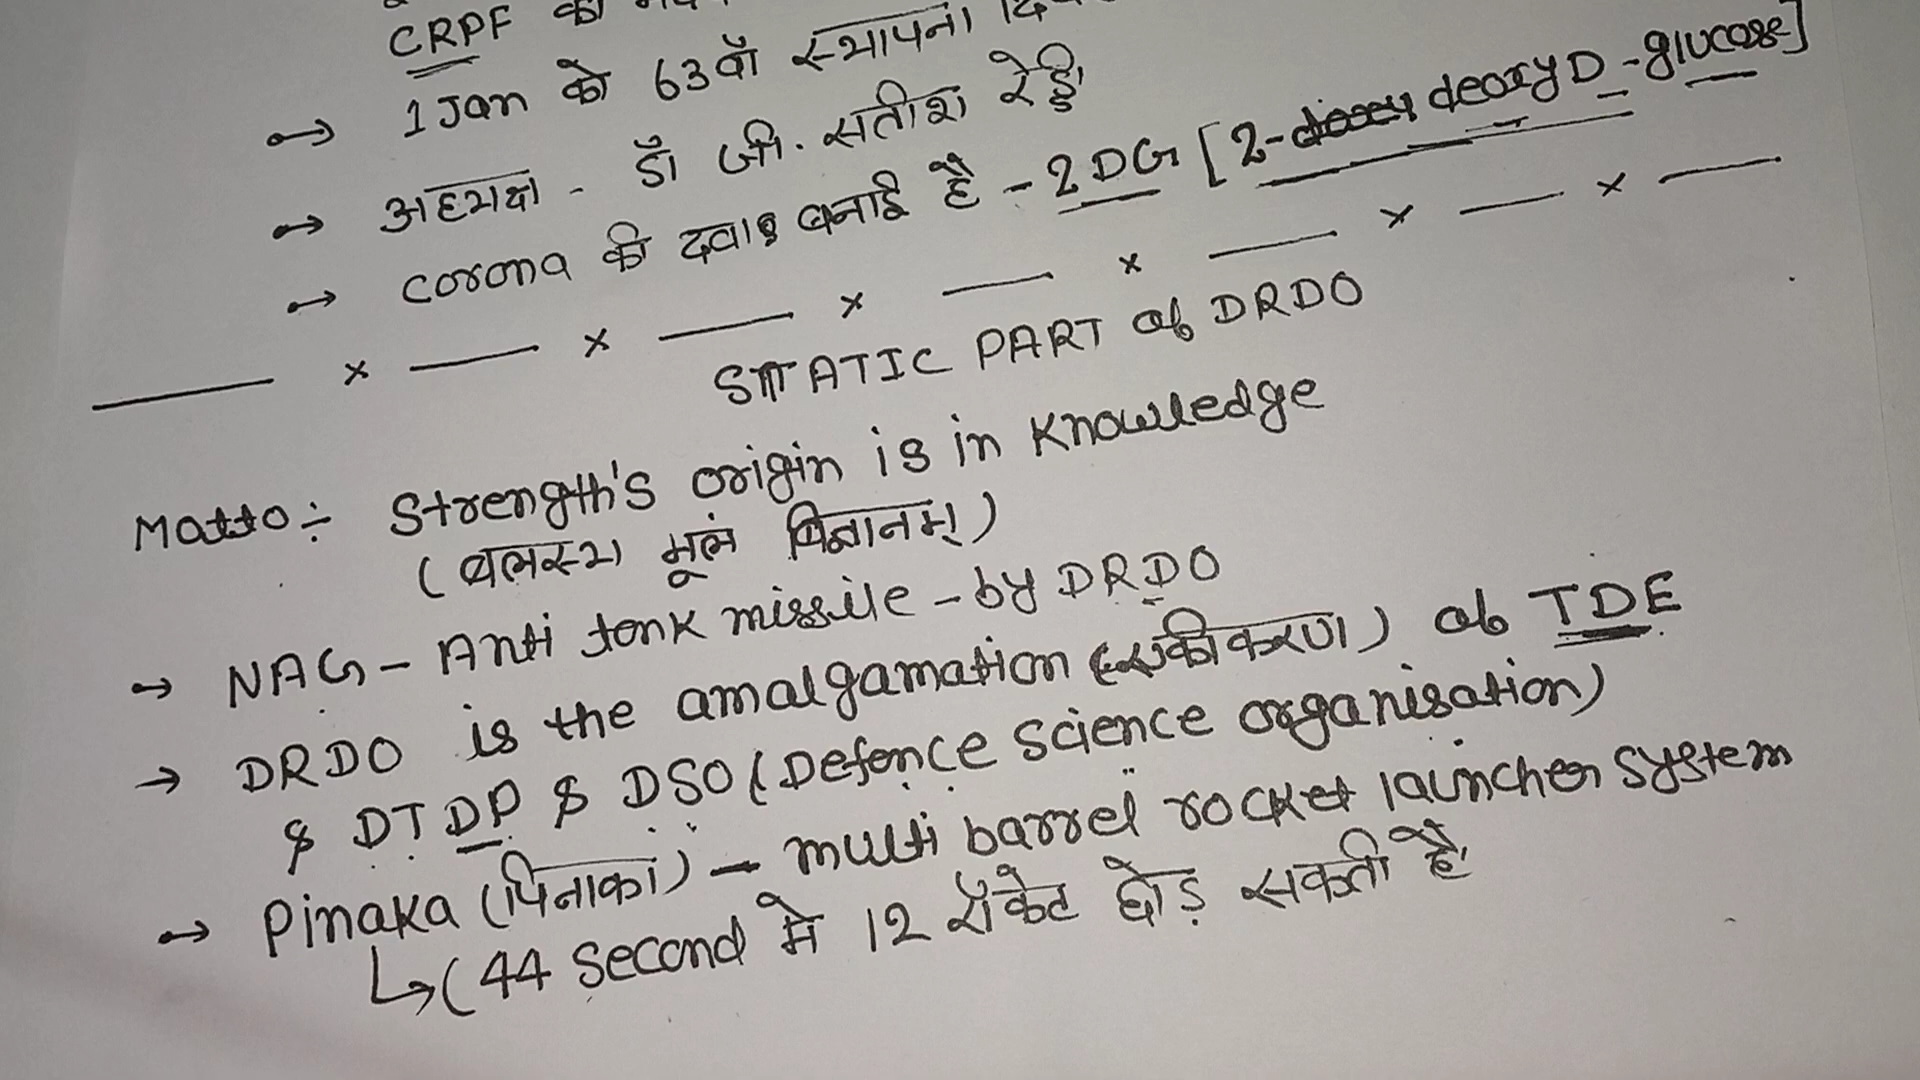 CRPF की
→ 1 Jan को 63वाँ स्थापना
→ अध्यक्ष - डॉ जी. सतीश रेड्डी
→ corona की दवाई बनाई है - 2DG [2-deoxy D-glucose]
STATIC PART of DRDO
Motto ÷ Strength's origin is in Knowledge
(बलस्य मूलं विज्ञानम्)
→ NAG - Anti tank missile - by DRDO
→ DRDO is the amalgamation (एकीकरण) of TDE
& DTDP & DSO (Defence science organisation)
→ Pinaka (पिनाका) - multi barrel rocket launcher system
↳ (44 second मे 12 रॉकेट छोड़ सकती है